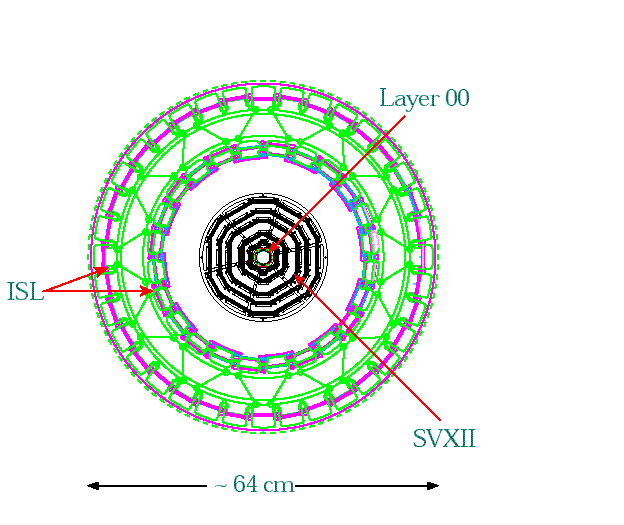 Layer 00
ISL
SVXII
~ 64 cm